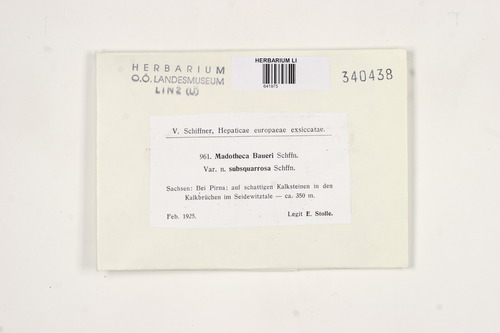 HERBARIUM
O.Ö. LANDESMUSEUM
LINZ (U)
HERBARIUM LI
641975
340438
V. Schiffner, Hepaticae europaeae exsiccatae.
961. Madotheca Baueri Schffn.
Var. n. subsquarrosa Schffn.
Sachsen: Bei Pirna; auf schattigen Kalksteinen in den
Kalkbrüchen im Seidewitztale — ca. 350 m.
Feb. 1925.
Legit E. Stolle.